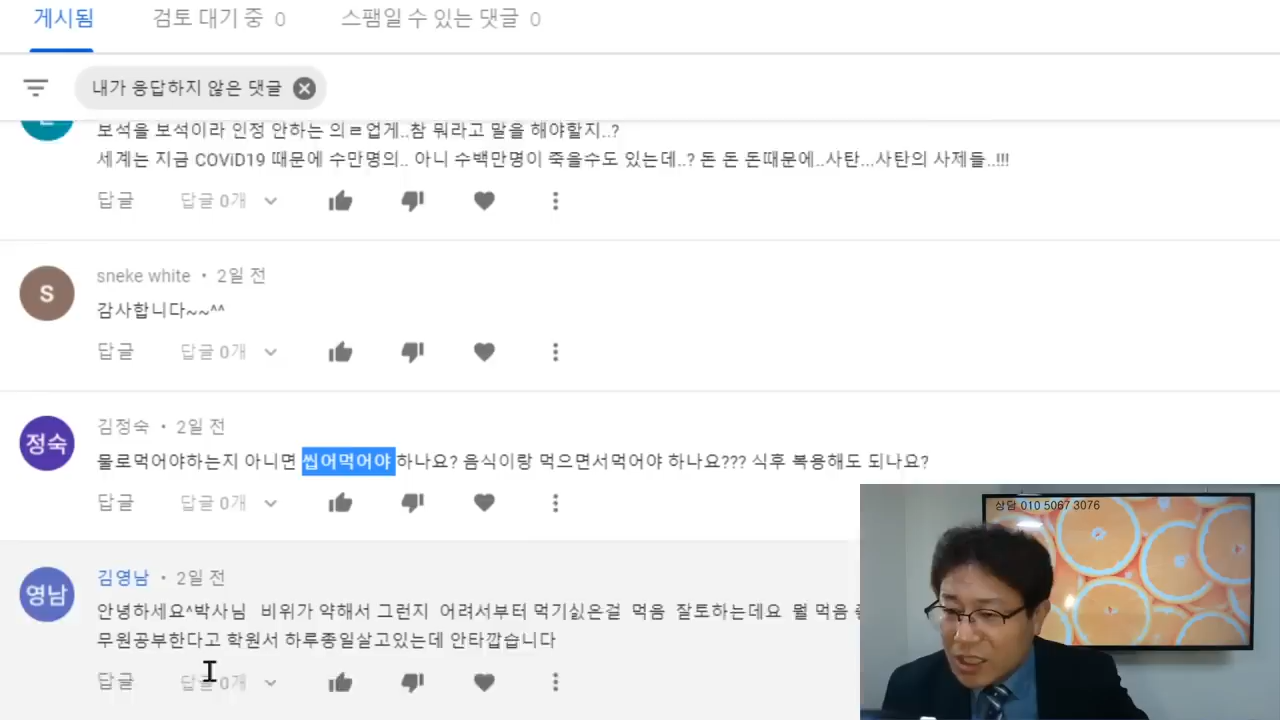 게시됨 검토 대기 중 0 스팸일 수 있는 댓글 0
내가 응답하지 않은 댓글
보석을 보석이라 인정 안하는 의ㄹ업게..참 뭐라고 말을 해야할지..?
세계는 지금 COViD19 때문에 수만명의.. 아니 수백만명이 죽을수도 있는데..? 돈 돈 돈때문에..사탄...사탄의 사제들..!!!
답글 답글 0개
S
sneke white • 2일 전
감사합니다~~^^
답글 답글 0개
정숙
김정숙 • 2일 전
물로먹어야하는지 아니면 씹어먹어야 하나요? 음식이랑 먹으면서먹어야 하나요??? 식후 복용해도 되나요?
답글 답글 0개
상담 010 5067 3076
영남
김영남 • 2일 전
안녕하세요^박사님 비위가 약해서 그런지 어려서부터 먹기싫은걸 먹음 잘토하는데요 뭘 먹음
무원공부한다고 학원서 하루종일살고있는데 안타깝습니다
답글 답글 0개